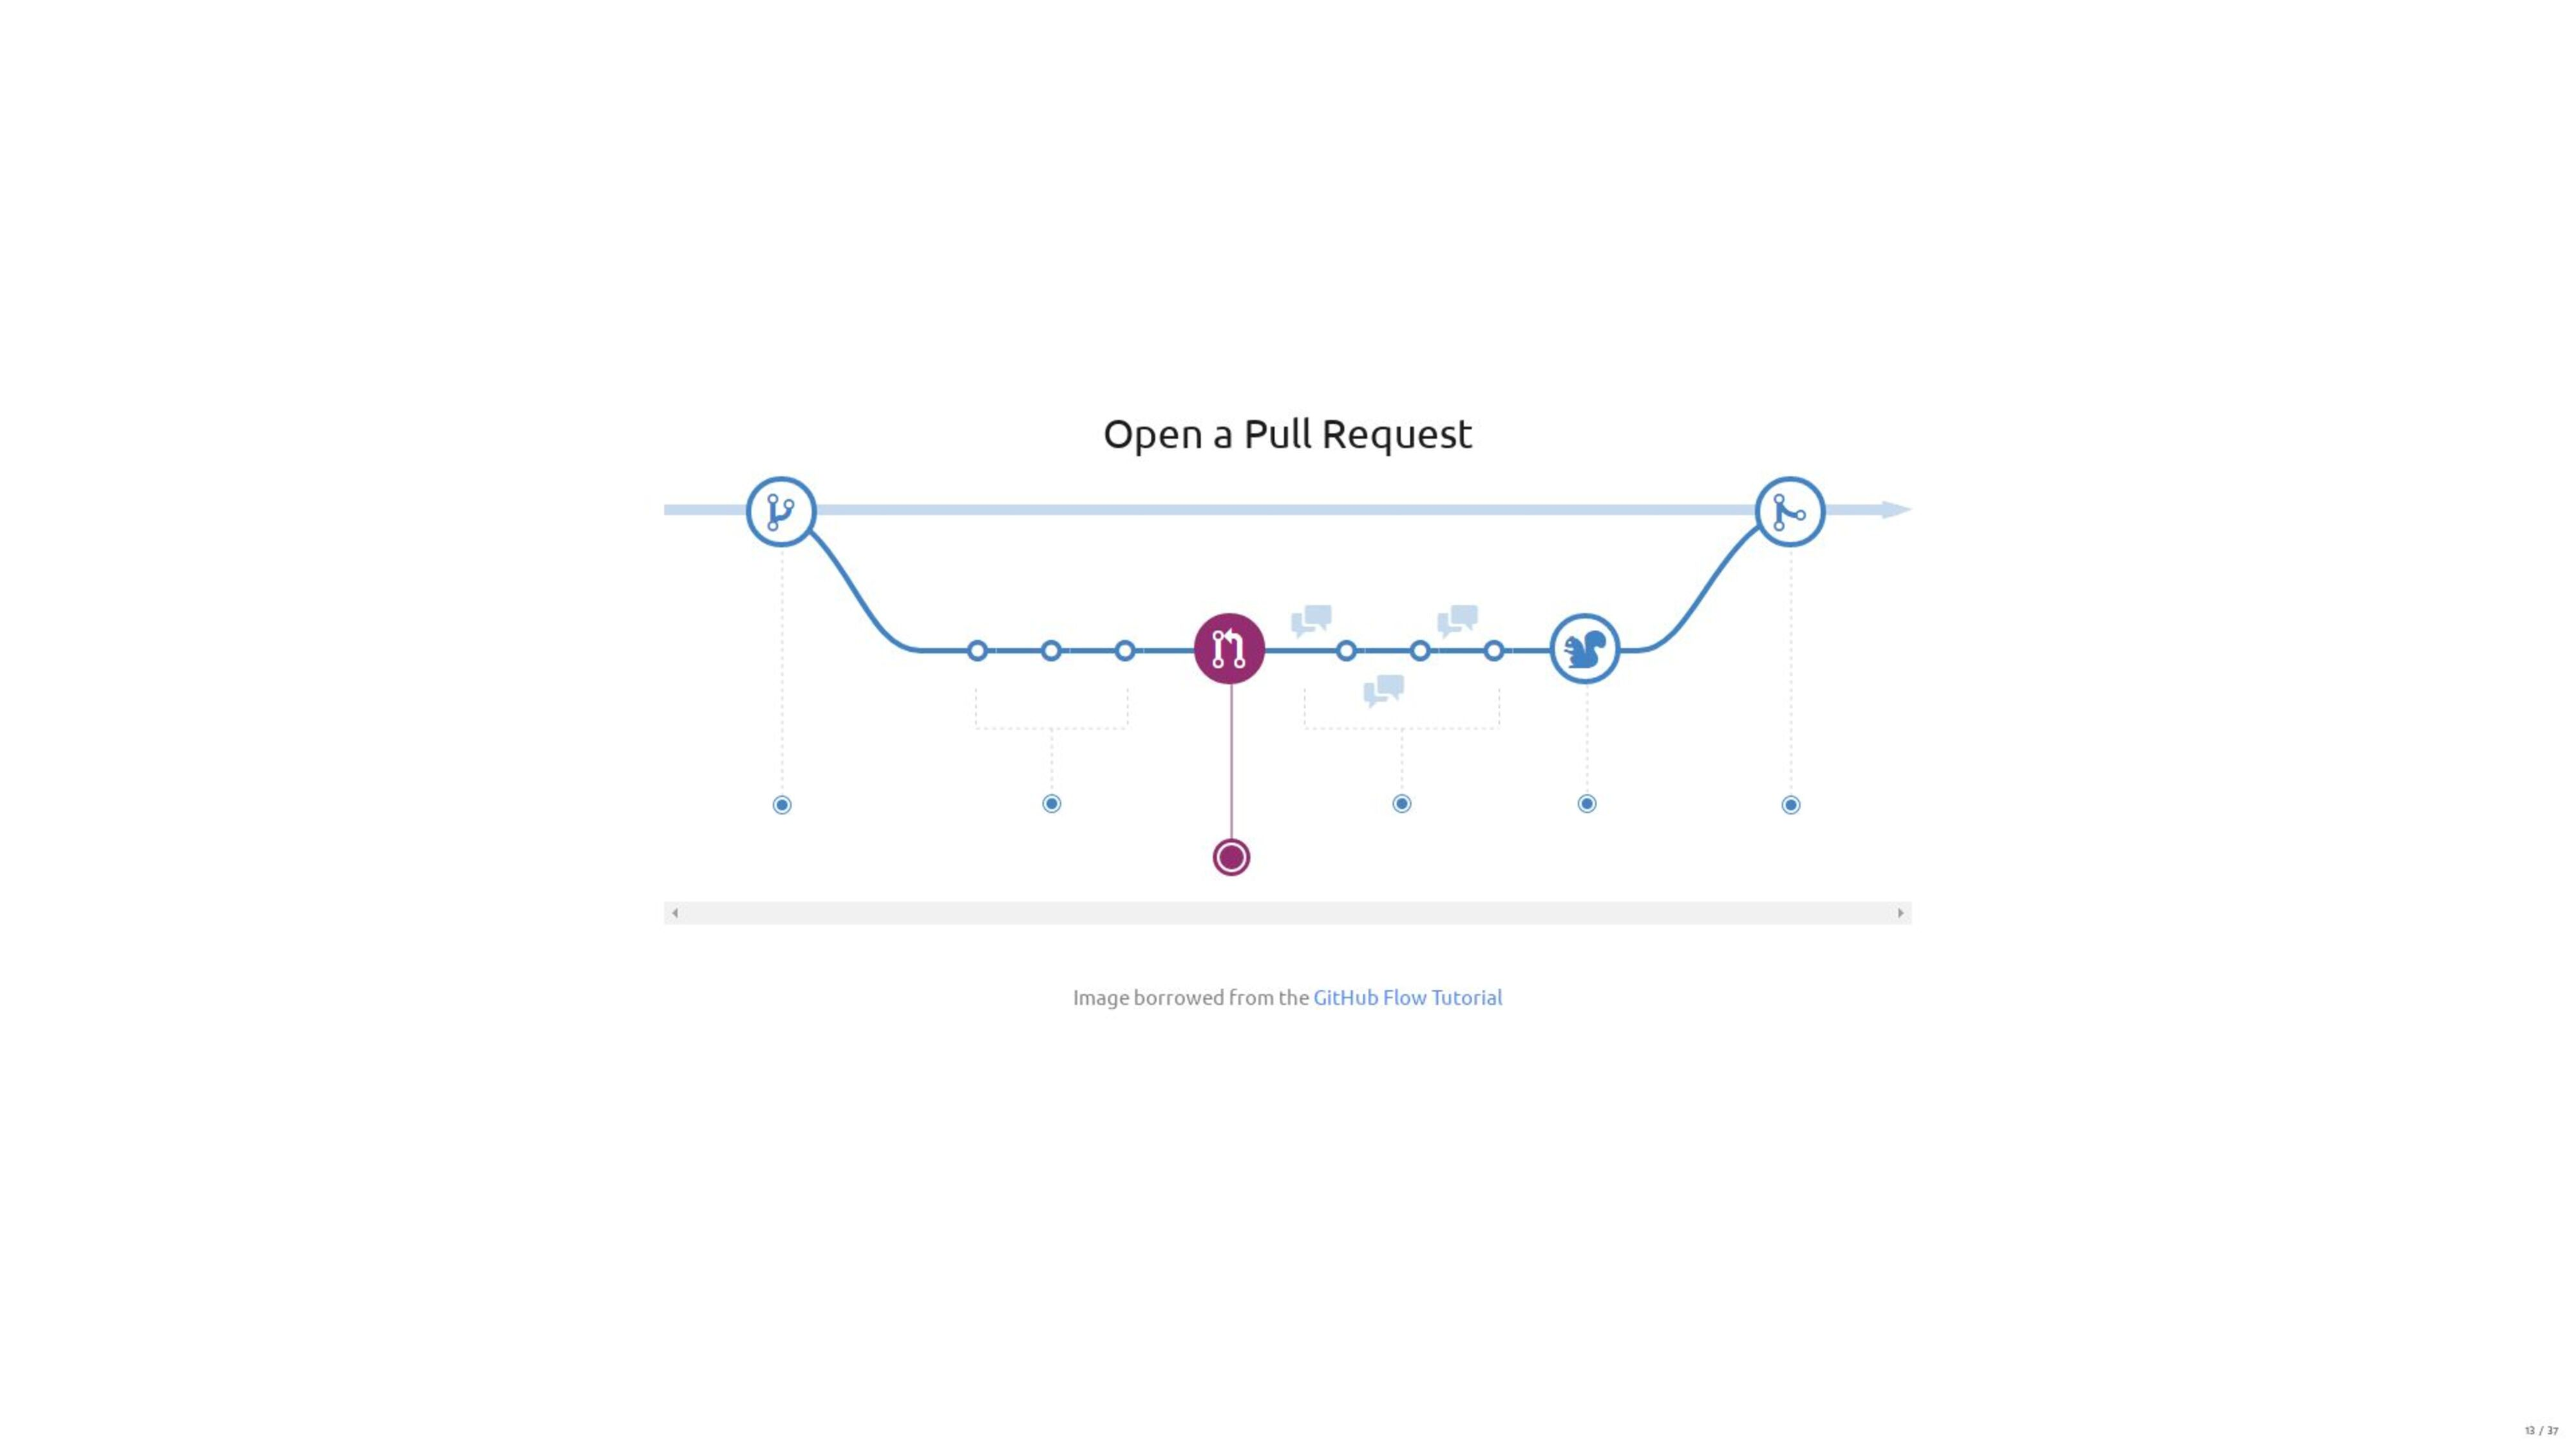 Open a Pull Request
Image borrowed from the GitHub Flow Tutorial
13 / 37